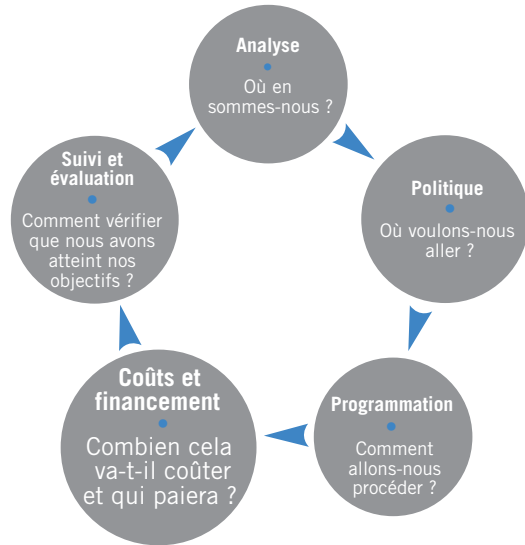 Analyse
Où en
sommes-nous ?
Politique
Où voulons-nous
aller ?
Programmation
Comment
allons-nous
procéder ?
Coûts et
financement
Combien cela
va-t-il coûter
et qui paiera ?
Suivi et
évaluation
Comment vérifier
que nous avons
atteint nos
objectifs ?